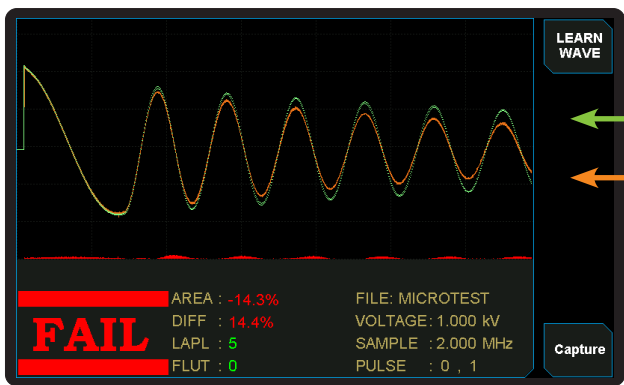 LEARN
WAVE
AREA : -14.3%
DIFF : 14.4%
LAPL : 5
FLUT : 0
FAIL
FILE: MICROTEST
VOLTAGE : 1.000 kV
SAMPLE : 2.000 MHz
PULSE : 0 , 1
Capture